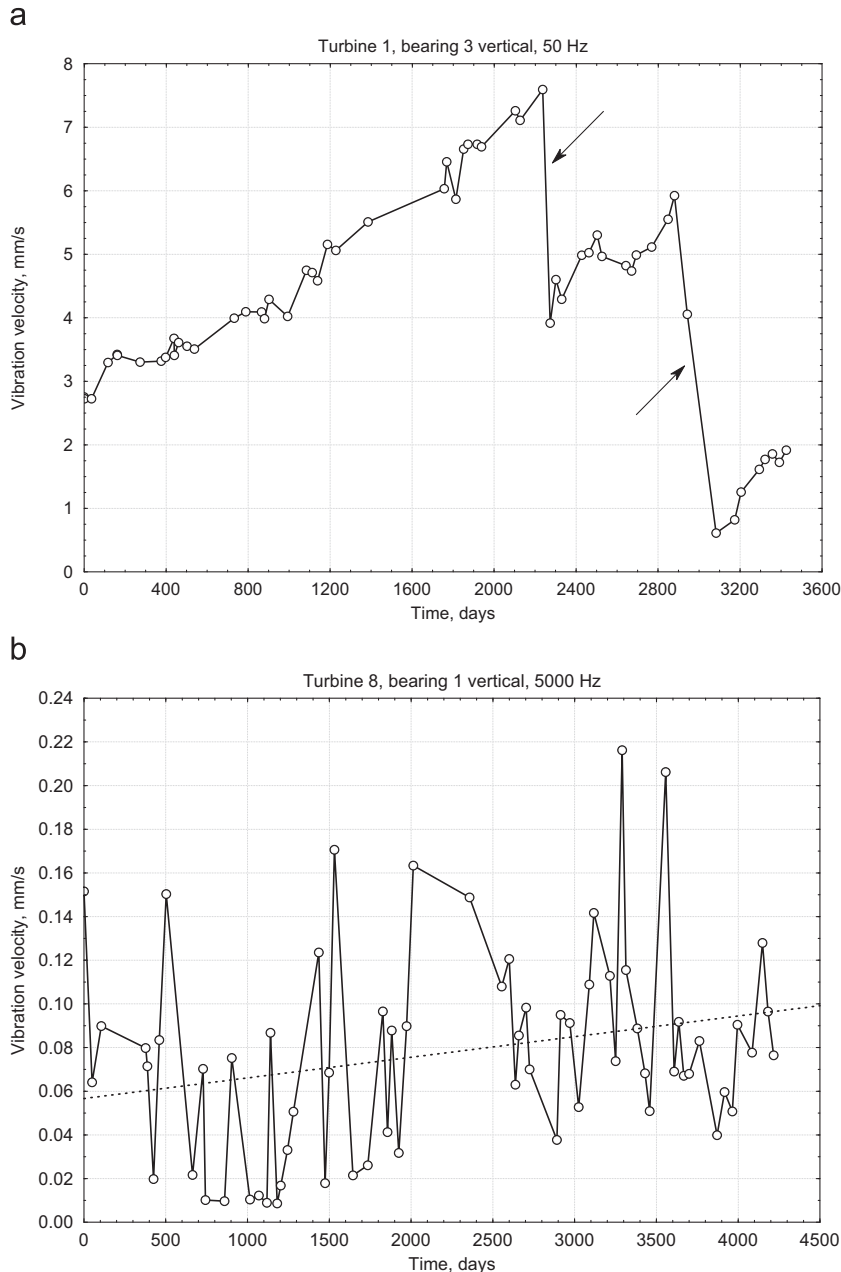 a
Turbine 1, bearing 3 vertical, 50 Hz
8
7
6
5
4
3
2
1
0
Vibration velocity, mm/s
0 400 800 1200 1600 2000 2400 2800 3200 3600
Time, days
b
Turbine 8, bearing 1 vertical, 5000 Hz
0.24
0.22
0.20
0.18
0.16
0.14
0.12
0.10
0.08
0.06
0.04
0.02
0.00
Vibration velocity, mm/s
0 500 1000 1500 2000 2500 3000 3500 4000 4500
Time, days